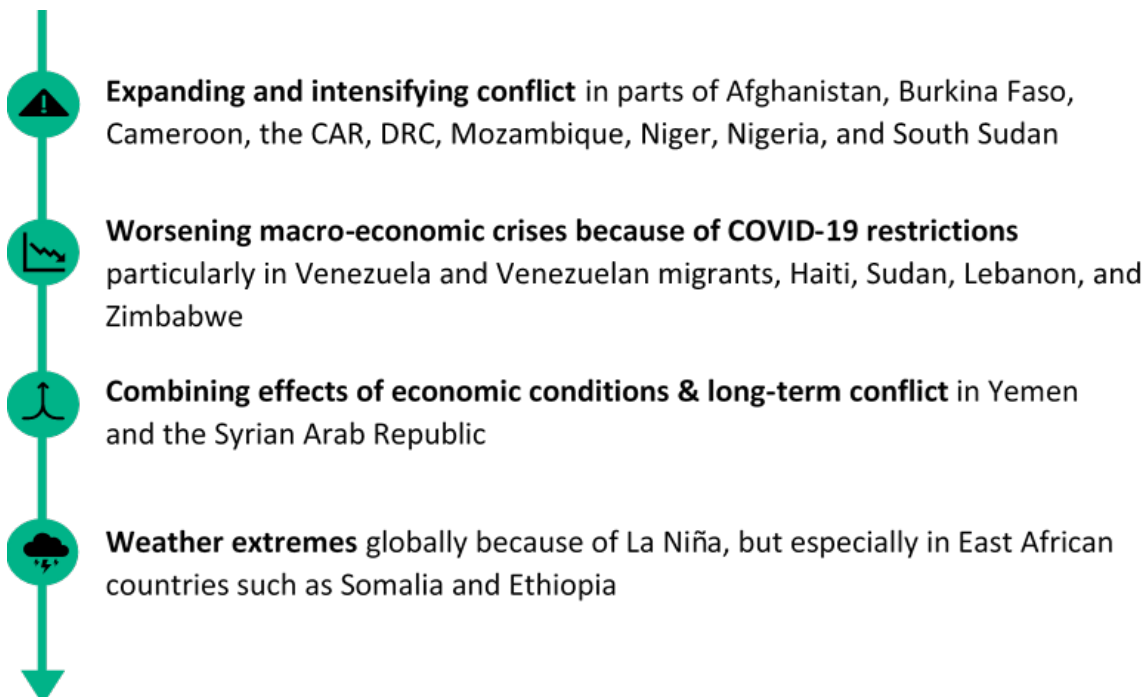 Expanding and intensifying conflict in parts of Afghanistan, Burkina Faso,
Cameroon, the CAR, DRC, Mozambique, Niger, Nigeria, and South Sudan
Worsening macro-economic crises because of COVID-19 restrictions
particularly in Venezuela and Venezuelan migrants, Haiti, Sudan, Lebanon, and
Zimbabwe
Combining effects of economic conditions & long-term conflict in Yemen
and the Syrian Arab Republic
Weather extremes globally because of La Niña, but especially in East African
countries such as Somalia and Ethiopia